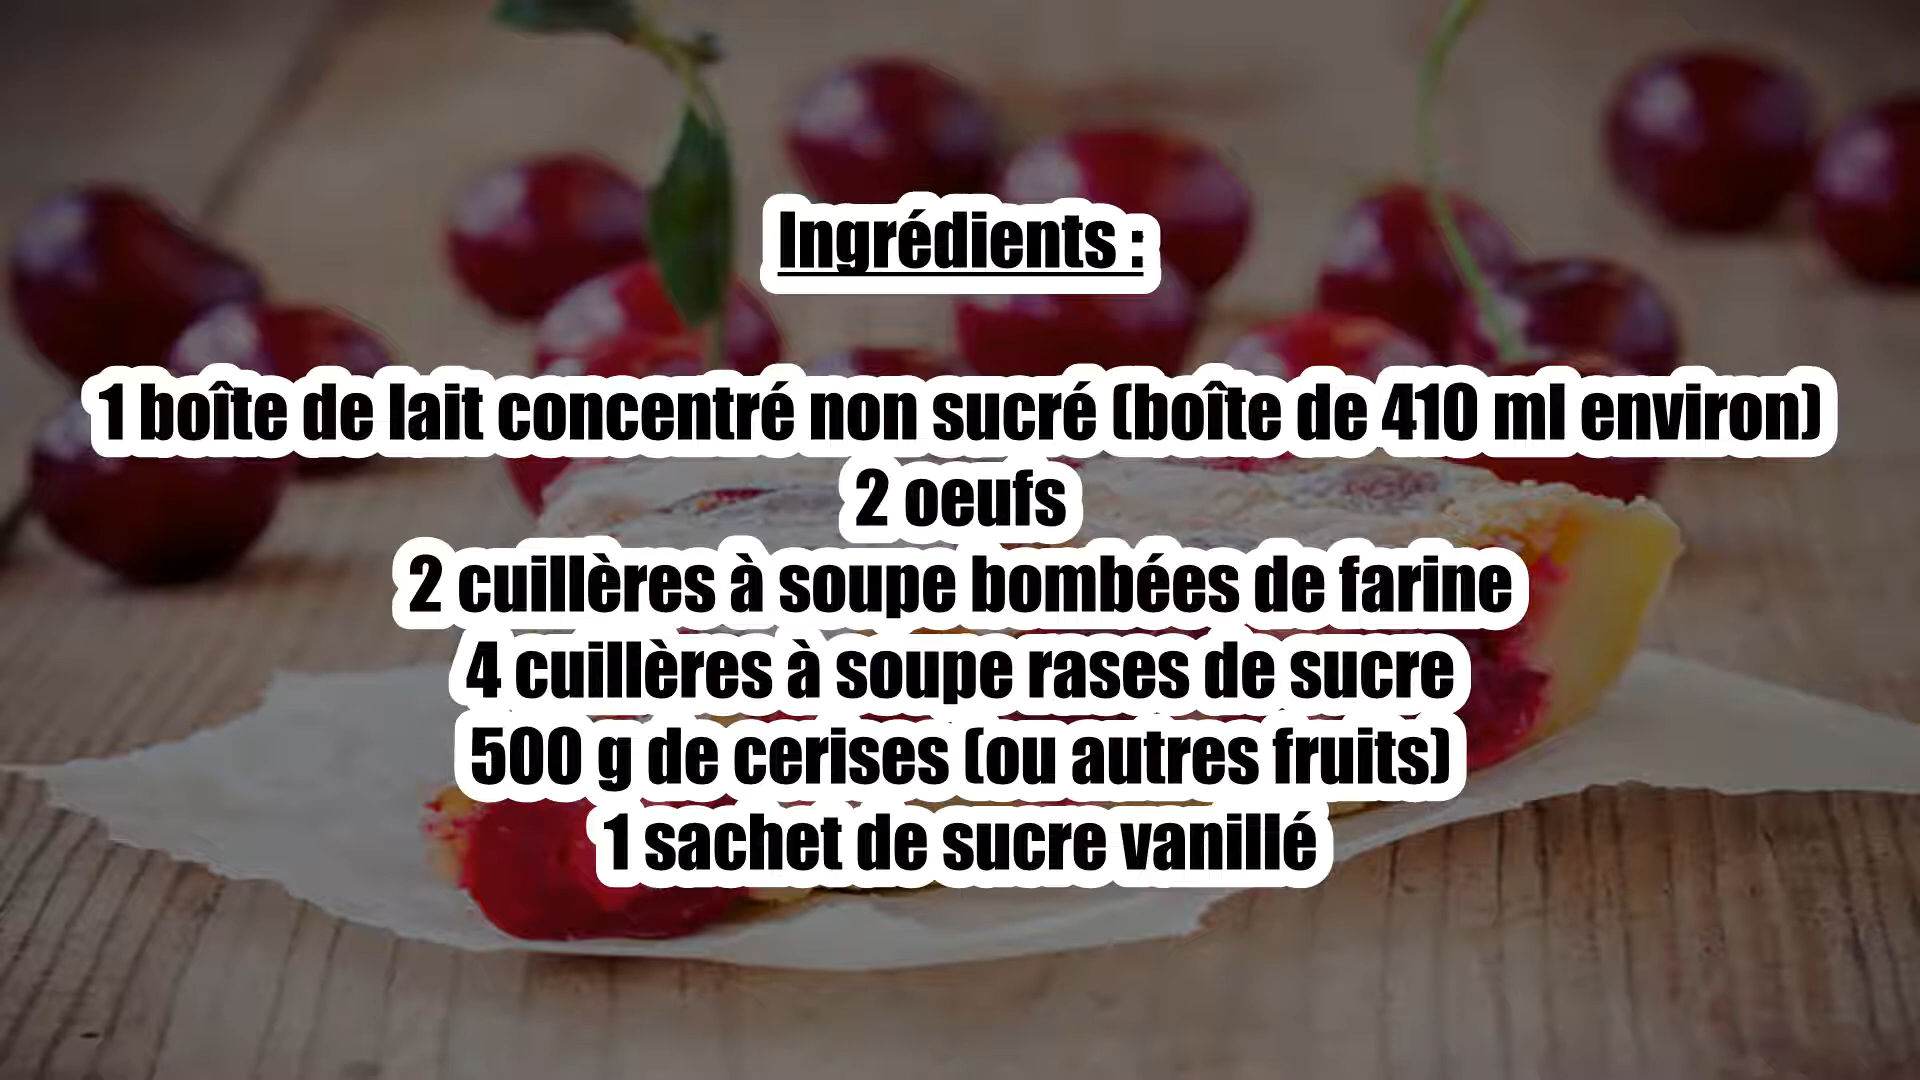 Ingrédients :
1 boîte de lait concentré non sucré (boîte de 410 ml environ)
2 oeufs
2 cuillères à soupe bombées de farine
4 cuillères à soupe rases de sucre
500 g de cerises (ou autres fruits)
1 sachet de sucre vanillé